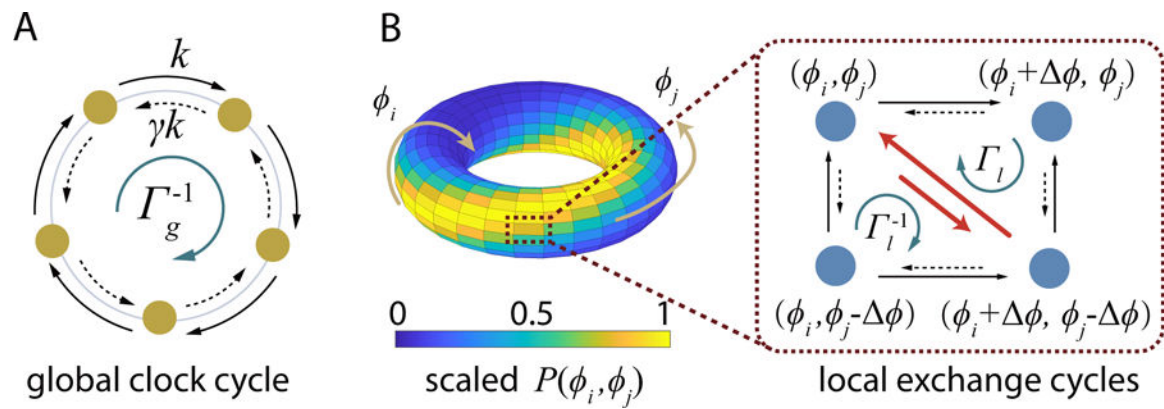 A
k
γk
Γg⁻¹
global clock cycle
B
ϕi
ϕj
0 0.5 1
scaled P(ϕi,ϕj)
(ϕi,ϕj) (ϕi+Δϕ, ϕj)
Γl
Γl⁻¹
(ϕi,ϕj-Δϕ) (ϕi+Δϕ, ϕj-Δϕ)
local exchange cycles